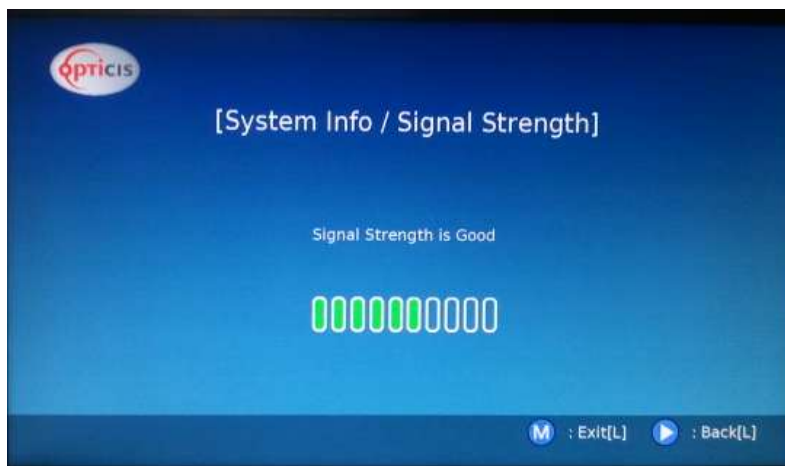 OPTICIS
[System Info / Signal Strength]
Signal Strength is Good
M : Exit[L] : Back[L]